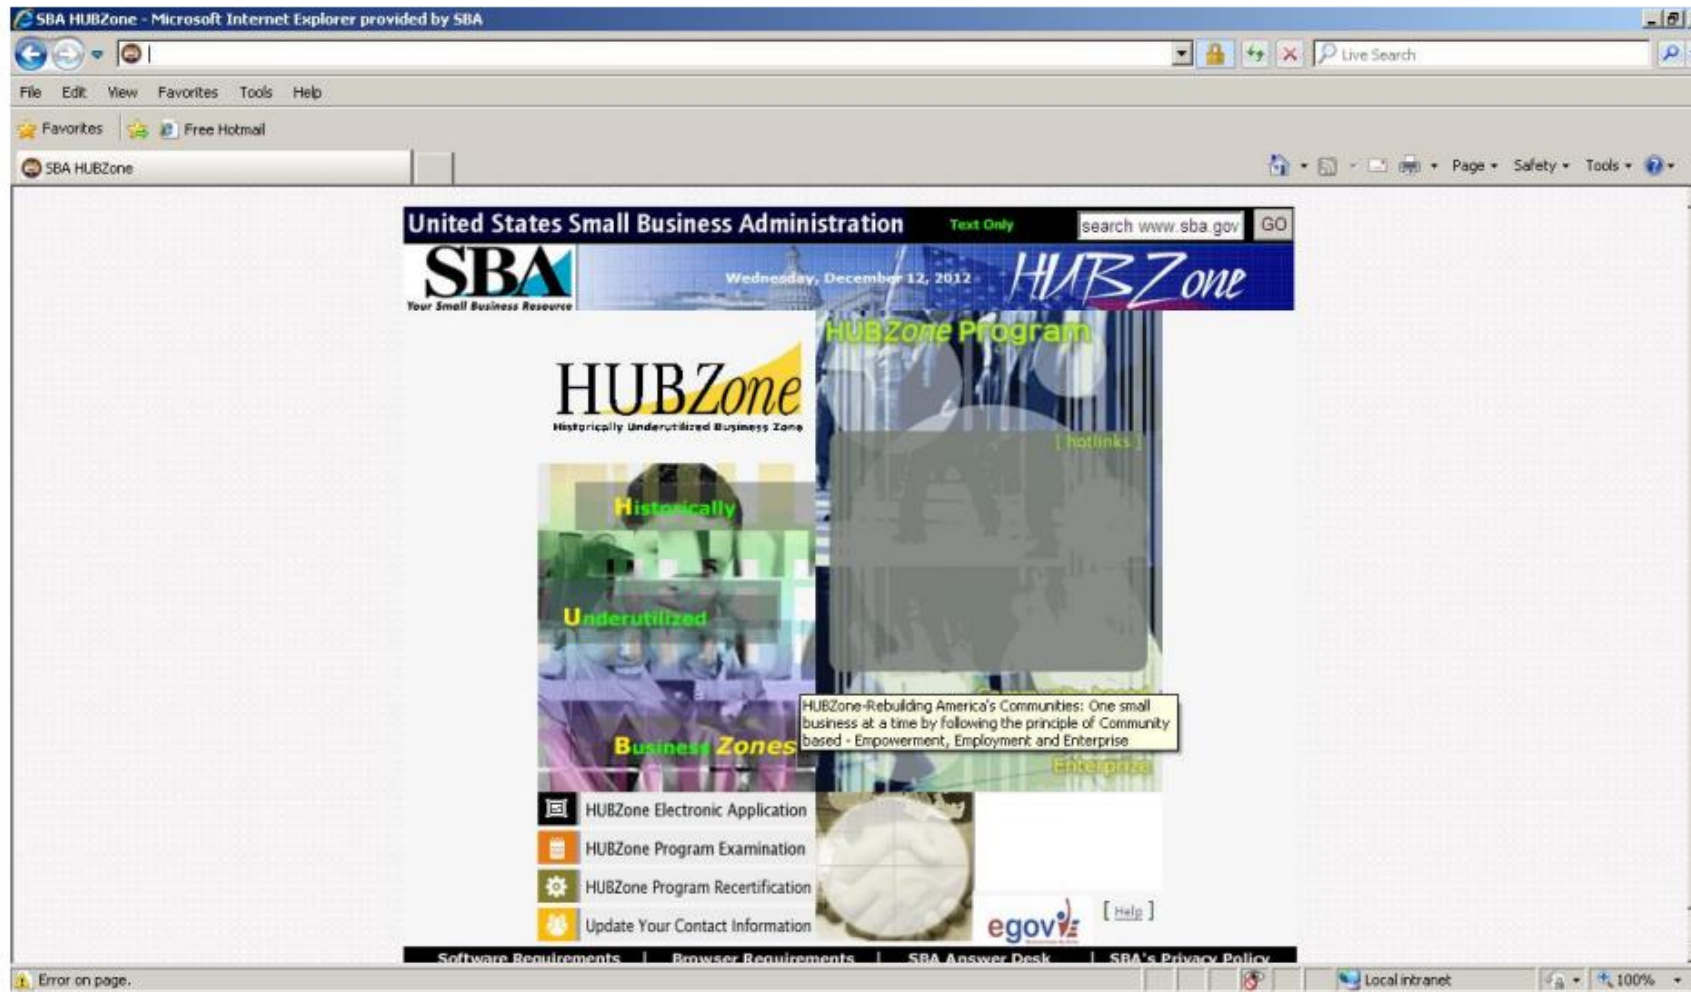 SBA HUBZone - Microsoft Internet Explorer provided by SBA
Live Search
File Edit View Favorites Tools Help
Favorites Free Hotmail
SBA HUBZone
Page Safety Tools
United States Small Business Administration Text Only search www.sba.gov GO
SBA
Your Small Business Resource
Wednesday, December 12, 2012
HUBZone
HUBZone Program
HUBZone
Historically Underutilized Business Zone
[ hotlinks ]
Historically
Underutilized
Business Zones
HUBZone-Rebuilding America's Communities: One small
business at a time by following the principle of Community
based - Empowerment, Employment and Enterprise
Enterprize
HUBZone Electronic Application
HUBZone Program Examination
HUBZone Program Recertification
Update Your Contact Information
egov
[ Help ]
Software Requirements | Browser Requirements | SBA Answer Desk | SBA's Privacy Policy
Error on page.
Local intranet
100%